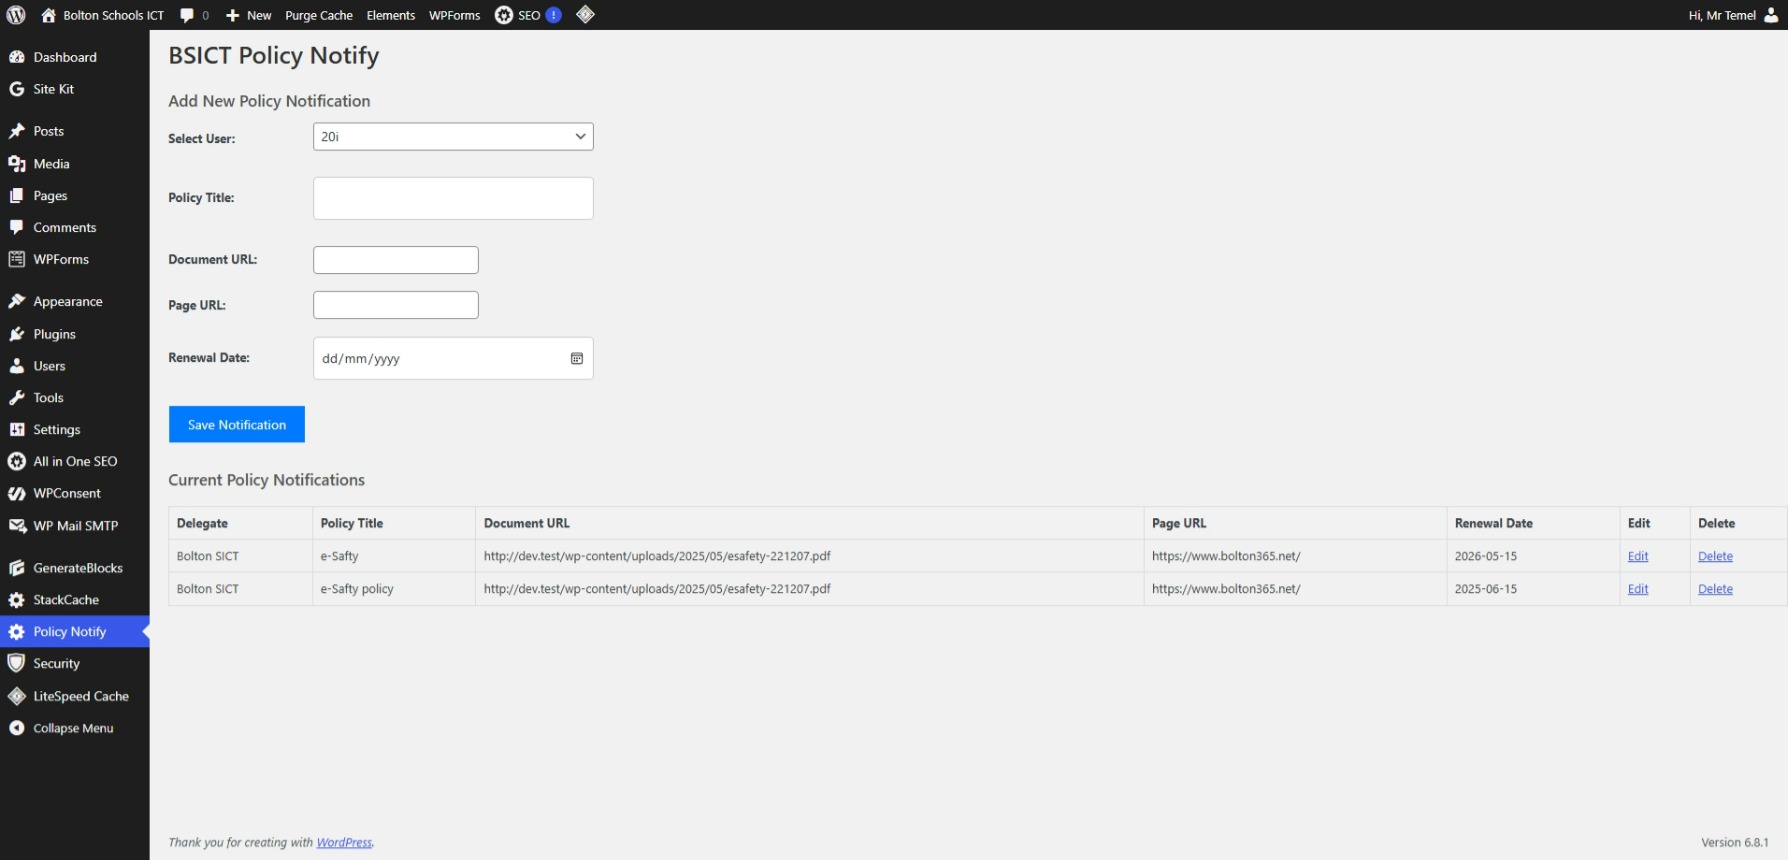 Bolton Schools ICT 0 New Purge Cache Elements WPForms SEO ! Hi, Mr Temel
Dashboard
Site Kit
Posts
Media
Pages
Comments
WPForms
Appearance
Plugins
Users
Tools
Settings
All in One SEO
WPConsent
WP Mail SMTP
GenerateBlocks
StackCache
Policy Notify
Security
LiteSpeed Cache
Collapse Menu
BSICT Policy Notify
Add New Policy Notification
Select User: 20i
Policy Title:
Document URL:
Page URL:
Renewal Date: dd/mm/yyyy
Save Notification
Current Policy Notifications
Delegate Policy Title Document URL Page URL Renewal Date Edit Delete
Bolton SICT e-Safty http://dev.test/wp-content/uploads/2025/05/esafety-221207.pdf https://www.bolton365.net/ 2026-05-15 Edit Delete
Bolton SICT e-Safty policy http://dev.test/wp-content/uploads/2025/05/esafety-221207.pdf https://www.bolton365.net/ 2025-06-15 Edit Delete
Thank you for creating with WordPress. Version 6.8.1